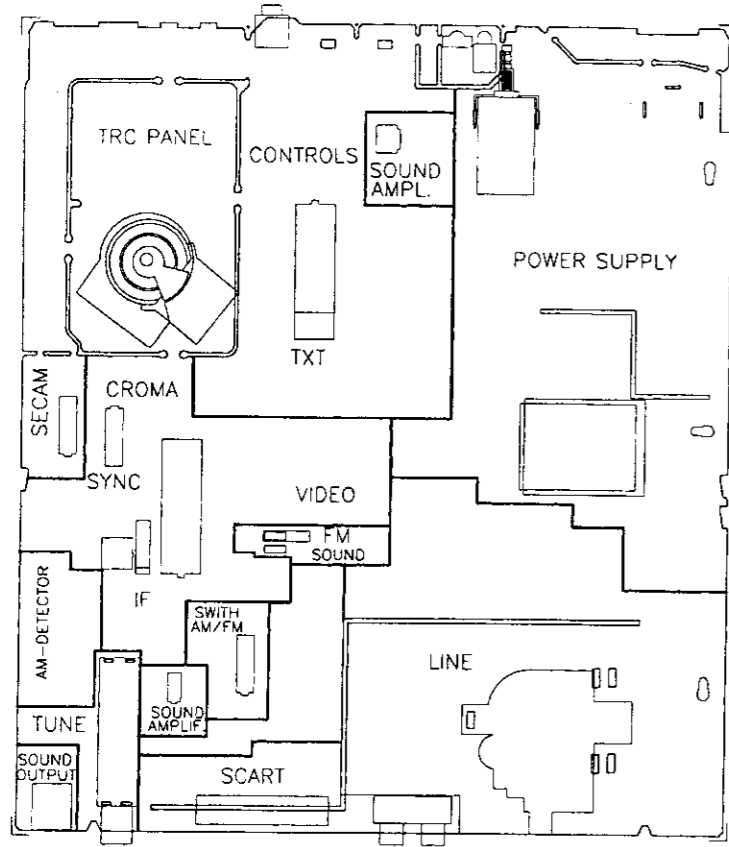 TRC PANEL
CONTROLS
SOUND
AMPL.
POWER SUPPLY
TXT
SECAM
CROMA
SYNC
VIDEO
FM
SOUND
AM-DETECTOR
IF
SWITH
AM/FM
LINE
SOUND
AMPLIF.
TUNE
SOUND
OUTPUT
SCART